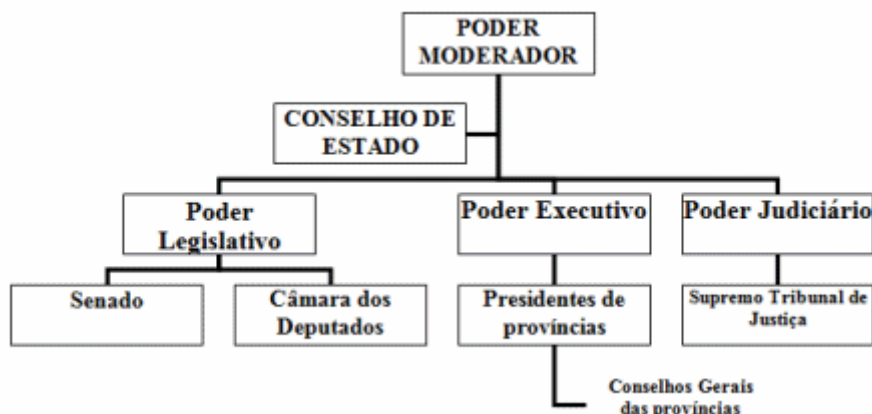 PODER
MODERADOR
CONSELHO DE
ESTADO
Poder
Legislativo
Poder Executivo
Poder Judiciário
Senado
Câmara dos
Deputados
Presidentes de
províncias
Supremo Tribunal de
Justiça
Conselhos Gerais
das províncias